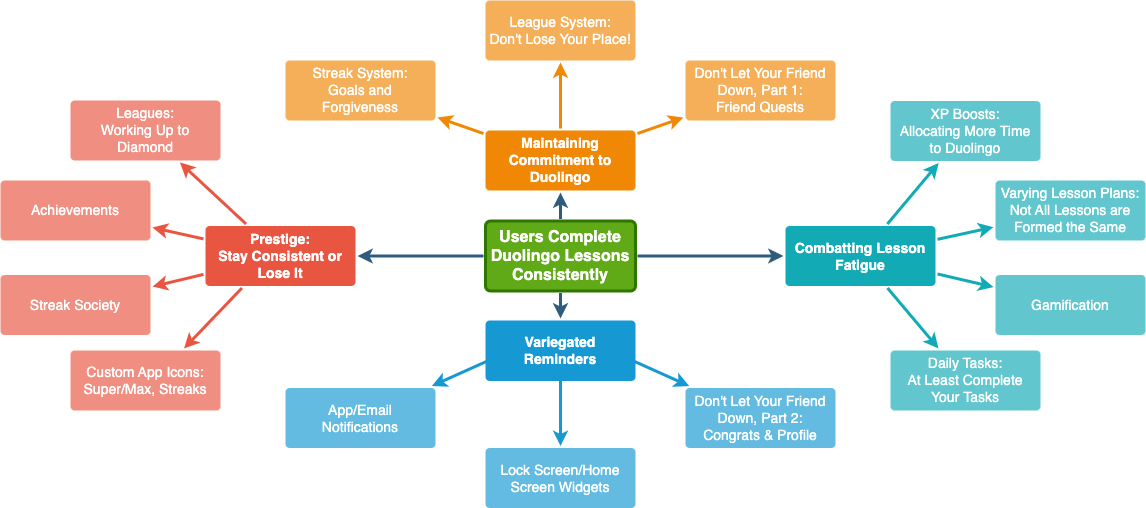 League System:
Don't Lose Your Place!
Streak System:
Goals and
Forgiveness
Don't Let Your Friend
Down, Part 1:
Friend Quests
Maintaining
Commitment to
Duolingo
Leagues:
Working Up to
Diamond
Achievements
Streak Society
Custom App Icons:
Super/Max, Streaks
Prestige:
Stay Consistent or
Lose It
Users Complete
Duolingo Lessons
Consistently
Combatting Lesson
Fatigue
XP Boosts:
Allocating More Time
to Duolingo
Varying Lesson Plans:
Not All Lessons are
Formed the Same
Gamification
Daily Tasks:
At Least Complete
Your Tasks
Variegated
Reminders
App/Email
Notifications
Lock Screen/Home
Screen Widgets
Don't Let Your Friend
Down, Part 2:
Congrats & Profile